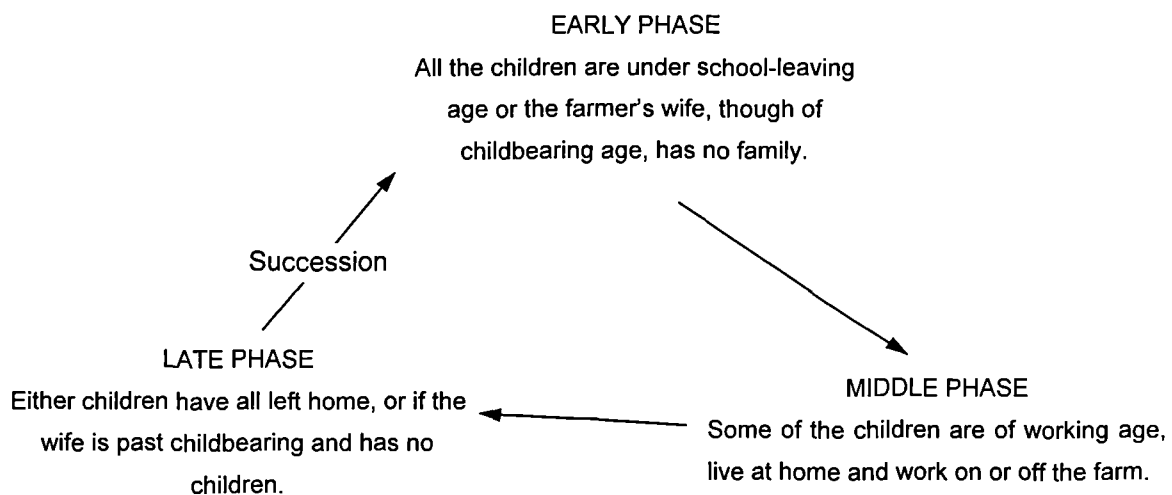 EARLY PHASE
All the children are under school-leaving
age or the farmer's wife, though of
childbearing age, has no family.
Succession
LATE PHASE
Either children have all left home, or if the
wife is past childbearing and has no
children.
MIDDLE PHASE
Some of the children are of working age,
live at home and work on or off the farm.